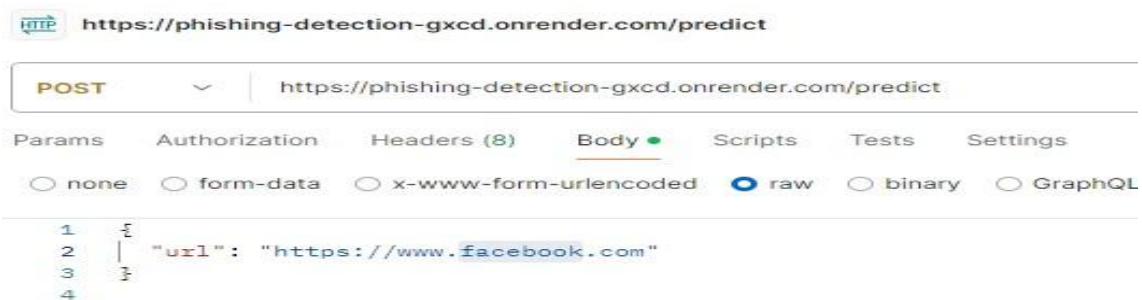 HTTP https://phishing-detection-gxcd.onrender.com/predict
POST https://phishing-detection-gxcd.onrender.com/predict
Params Authorization Headers (8) Body Scripts Tests Settings
none form-data x-www-form-urlencoded raw binary GraphQL
1 {
2 "url": "https://www.facebook.com"
3 }
4